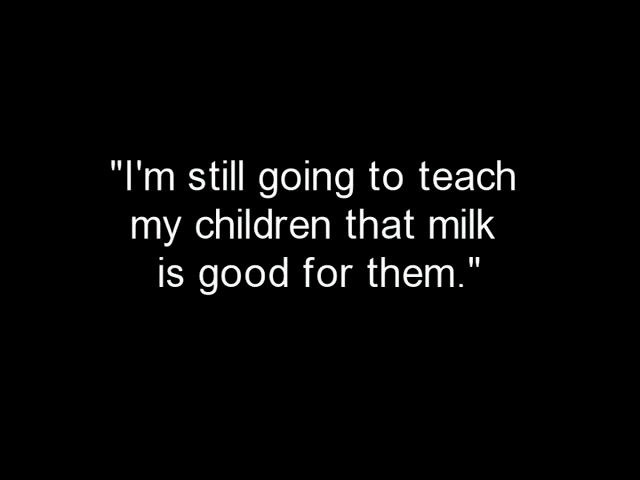 "I'm still going to teach
my children that milk
is good for them."